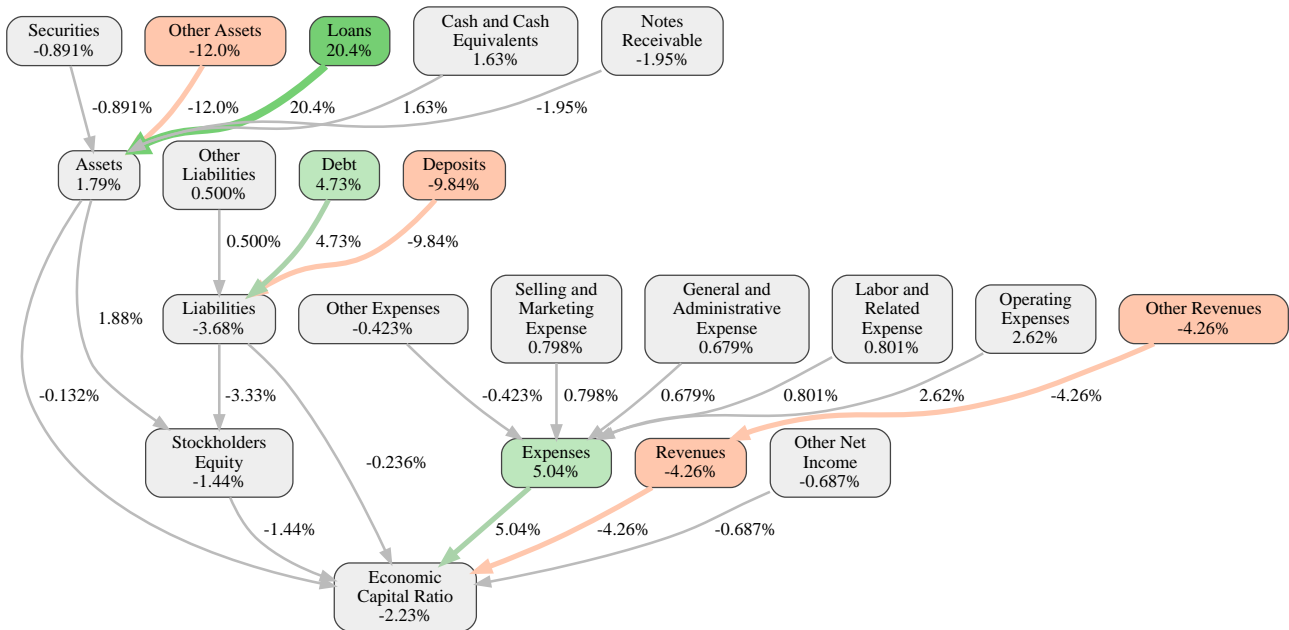 Securities
-0.891%
Other Assets
-12.0%
Loans
20.4%
Cash and Cash
Equivalents
1.63%
Notes
Receivable
-1.95%
-0.891%
-12.0%
20.4%
1.63%
-1.95%
Assets
1.79%
Other
Liabilities
0.500%
Debt
4.73%
Deposits
-9.84%
0.500%
4.73%
-9.84%
Liabilities
-3.68%
Other Expenses
-0.423%
Selling and
Marketing
Expense
0.798%
General and
Administrative
Expense
0.679%
Labor and
Related
Expense
0.801%
Operating
Expenses
2.62%
Other Revenues
-4.26%
1.88%
-0.132%
-3.33%
-0.423%
0.798%
0.679%
0.801%
2.62%
-4.26%
Stockholders
Equity
-1.44%
-0.236%
Expenses
5.04%
Revenues
-4.26%
Other Net
Income
-0.687%
-1.44%
5.04%
-4.26%
-0.687%
Economic
Capital Ratio
-2.23%